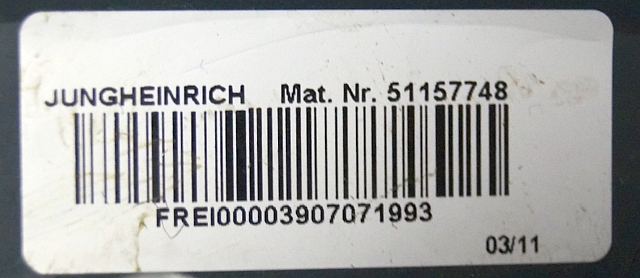 JUNGHEINRICH Mat. Nr. 51157748
FREI00003907071993
03/11